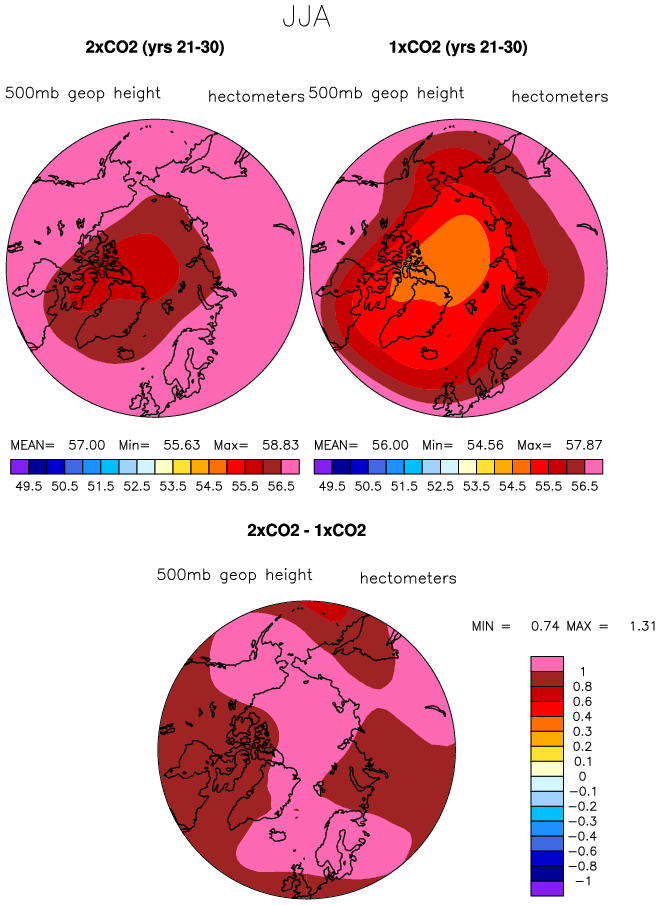 JJA
2xCO2 (yrs 21-30) 1xCO2 (yrs 21-30)
500mb geop height hectometers 500mb geop height hectometers
MEAN= 57.00 Min= 55.63 Max= 58.83 MEAN= 56.00 Min= 54.56 Max= 57.87
49.5 50.5 51.5 52.5 53.5 54.5 55.5 56.5 49.5 50.5 51.5 52.5 53.5 54.5 55.5 56.5
2xCO2 - 1xCO2
500mb geop height hectometers
MIN = 0.74 MAX = 1.31
1
0.8
0.6
0.4
0.3
0.2
0.1
0
-0.1
-0.2
-0.3
-0.4
-0.6
-0.8
-1